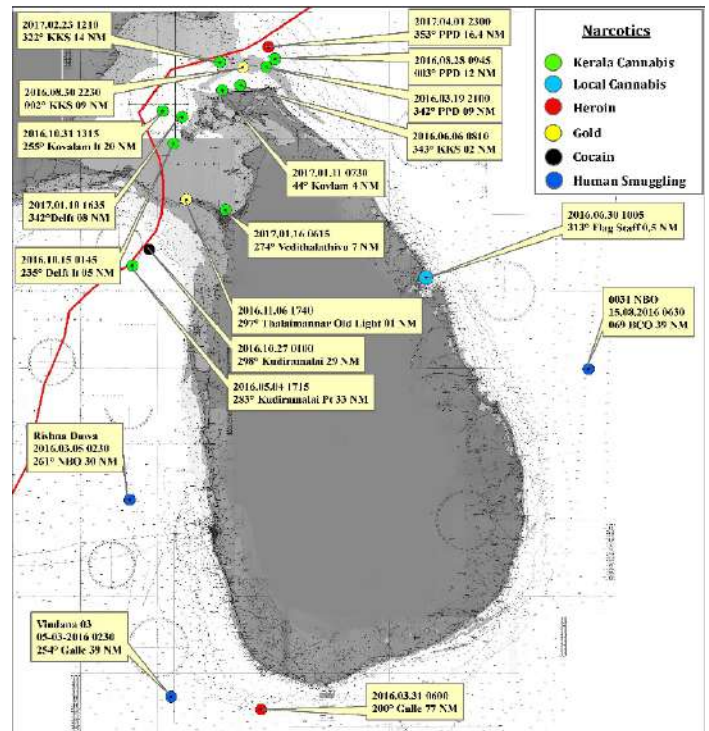 2017.02.23 1210
322° KKS 14 NM
2017.04.01 2300
353° PPD 16.4 NM
2016.08.28 0945
003° PPD 12 NM
2016.08.30 2230
002° KKS 09 NM
2016.03.19 2100
342° PPD 09 NM
2016.10.31 1315
255° Kovalam lt 20 NM
2016.06.06 0810
343° KKS 02 NM
2017.01.11 0730
44° Kovlam 4 NM
2017.01.18 1635
342°Delft 08 NM
2017.01.16 0615
274° Vedithalathivu 7 NM
2016.10.15 0145
235° Delft lt 05 NM
2016.11.06 1740
297° Thalaimannar Old Light 01 NM
2016.10.27 0100
298° Kudiramalai 29 NM
2016.05.04 1715
283° Kudiramalai Pt 33 NM
Narcotics
Kerala Cannabis
Local Cannabis
Heroin
Gold
Cocain
Human Smuggling
2016.06.30 1005
313° Flag Staff 0,5 NM
0031 NBO
15.08.2016 0630
069 BCO 39 NM
Rishna Duwa
2016.03.05 0230
261° NBO 30 NM
Vindana 03
05-03-2016 0230
254° Galle 39 NM
2016.03.31 0600
200° Galle 77 NM